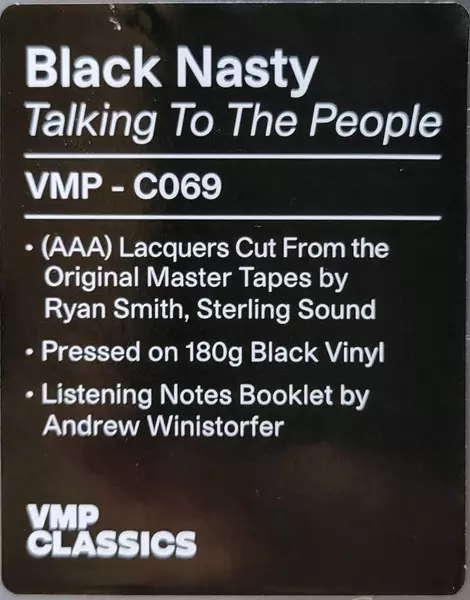 Black Nasty
Talking To The People
VMP - C069
• (AAA) Lacquers Cut From the
Original Master Tapes by
Ryan Smith, Sterling Sound
• Pressed on 180g Black Vinyl
• Listening Notes Booklet by
Andrew Winistorfer
VMP
CLASSICS